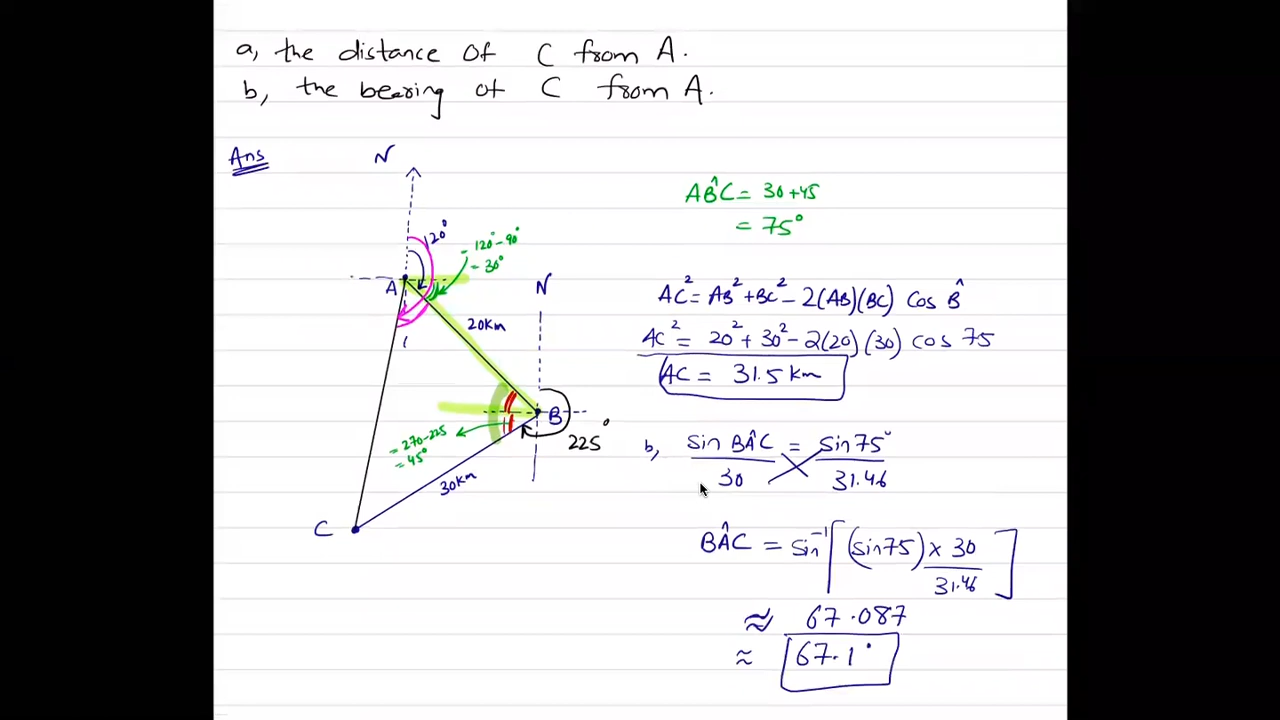 a, the distance of C from A.
b, the bearing of C from A.
Ans
N
120°
= 120° - 90°
= 30°
A
N
20km
B
225°
= 270-225
= 45°
30km
C
AB̂C = 30+45
= 75°
AC² = AB² + BC² - 2(AB)(BC) cos B̂
AC² = 20² + 30² - 2(20)(30) cos 75
AC = 31.5 km
b, sin BÂC / 30 = sin 75° / 31.46
BÂC = sin⁻¹[(sin 75) × 30 / 31.46]
≈ 67.087
≈ 67.1°